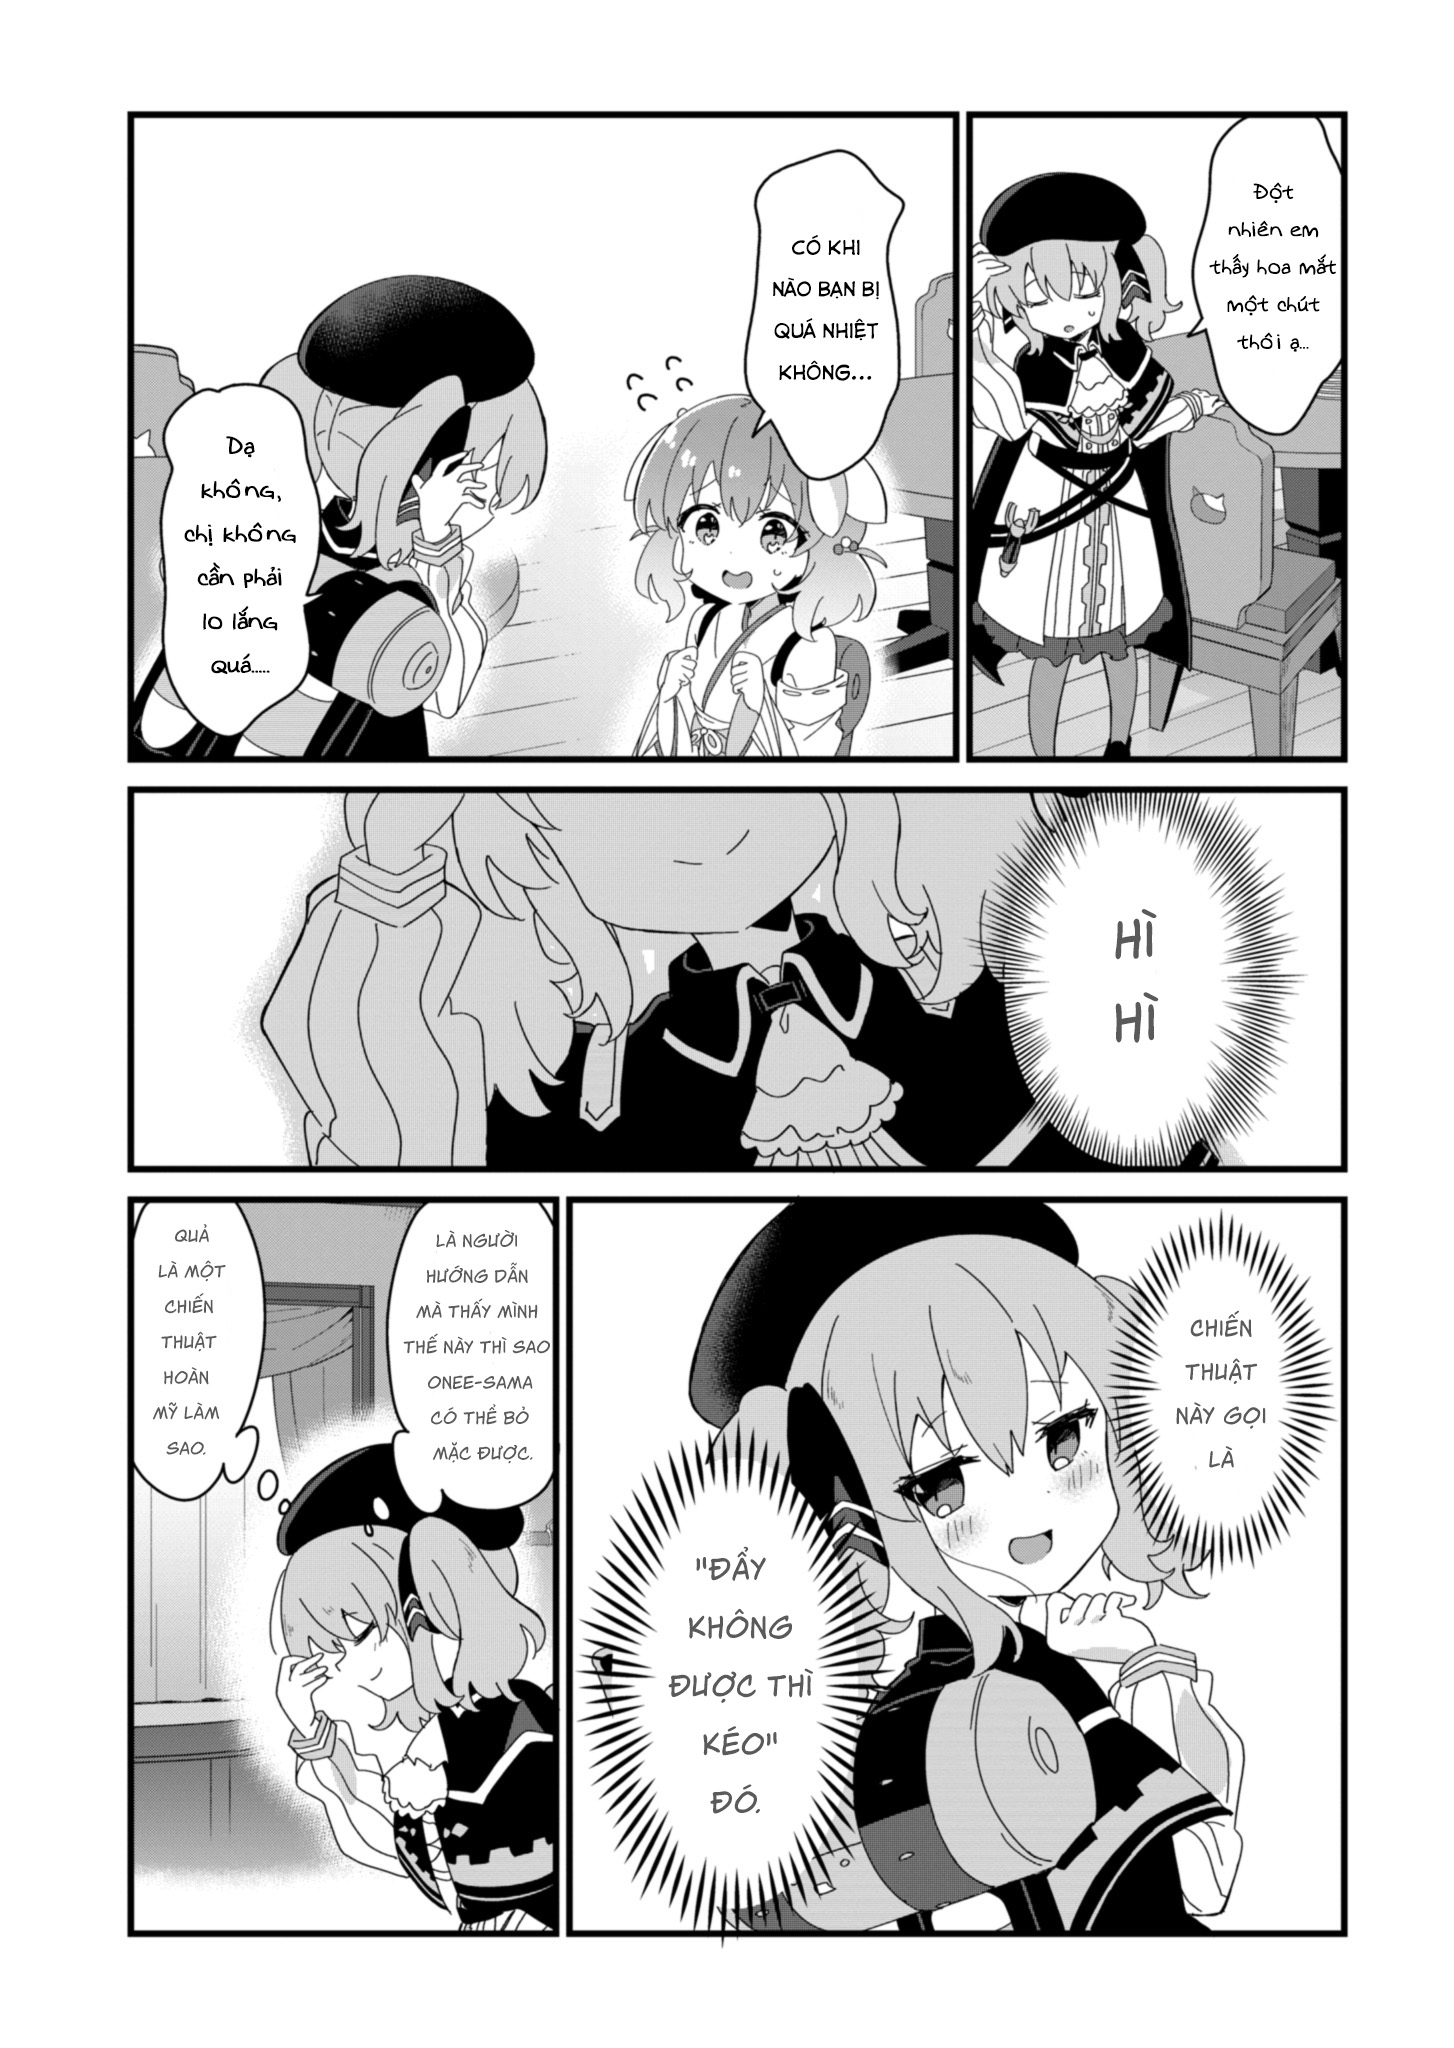 Đột
nhiên em
thấy hoa mắt
một chút
thôi ạ...
CÓ KHI
NÀO BẠN BỊ
QUÁ NHIỆT
KHÔNG...
Dạ
không,
chị không
cần phải
lo lắng
quá.....
HÌ
HÌ
CHIẾN
THUẬT
NÀY GỌI
LÀ
"ĐẨY
KHÔNG
ĐƯỢC THÌ
KÉO"
ĐÓ.
LÀ NGƯỜI
HƯỚNG DẪN
MÀ THẤY MÌNH
THẾ NÀY THÌ SAO
ONEE-SAMA
CÓ THỂ BỎ
MẶC ĐƯỢC.
QUẢ
LÀ MỘT
CHIẾN
THUẬT
HOÀN
MỸ LÀM
SAO.